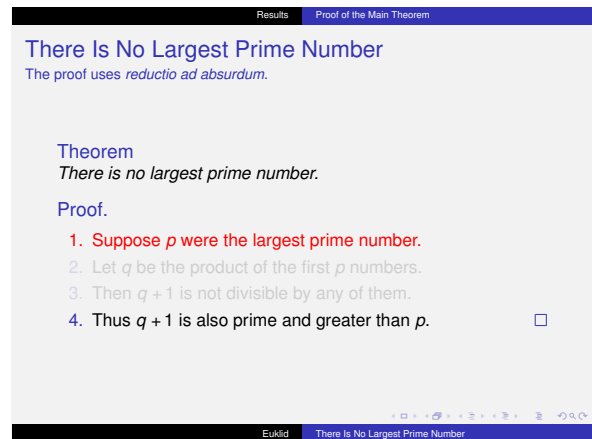 Results Proof of the Main Theorem
There Is No Largest Prime Number
The proof uses reductio ad absurdum.
Theorem
There is no largest prime number.
Proof.
1. Suppose p were the largest prime number.
2. Let q be the product of the first p numbers.
3. Then q + 1 is not divisible by any of them.
4. Thus q + 1 is also prime and greater than p.
Euklid There Is No Largest Prime Number